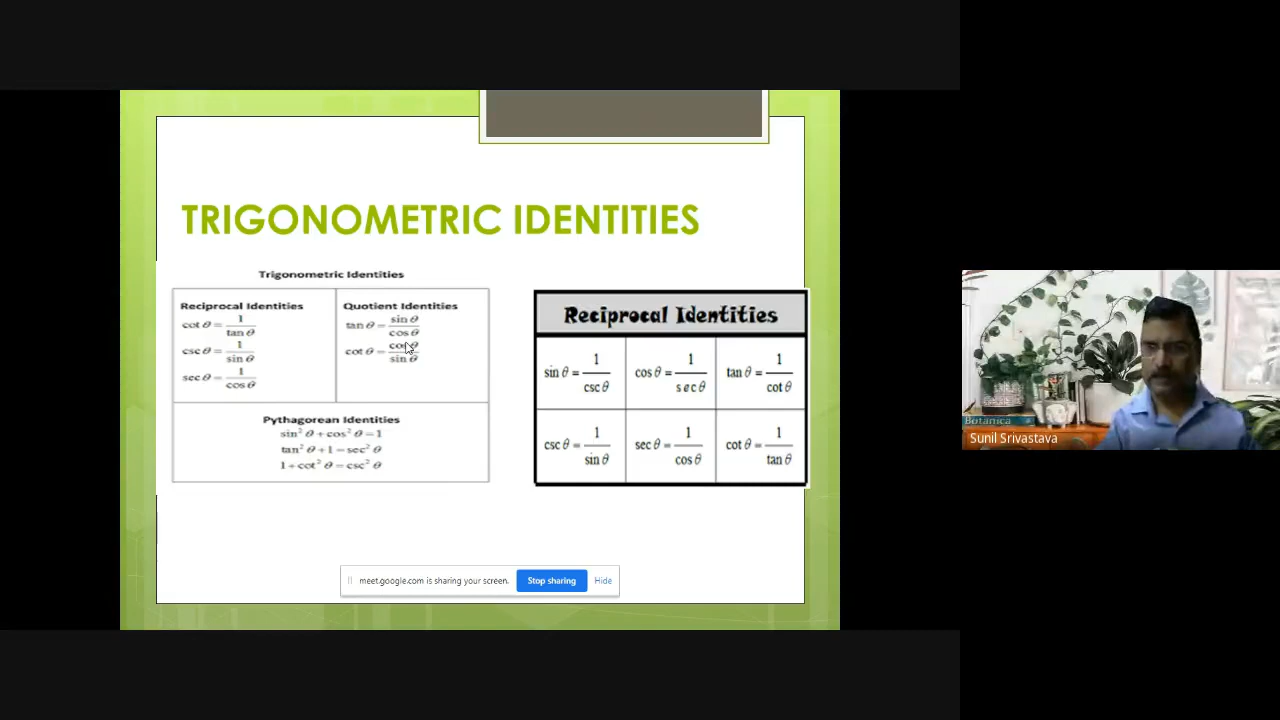 TRIGONOMETRIC IDENTITIES
Trigonometric Identities
Reciprocal Identities
cot θ = 1/tan θ
csc θ = 1/sin θ
sec θ = 1/cos θ
Quotient Identities
tan θ = sin θ/cos θ
cot θ = cos θ/sin θ
Pythagorean Identities
sin² θ + cos² θ = 1
tan² θ + 1 = sec² θ
1 + cot² θ = csc² θ
Reciprocal Identities
sin θ = 1/csc θ
cos θ = 1/sec θ
tan θ = 1/cot θ
csc θ = 1/sin θ
sec θ = 1/cos θ
cot θ = 1/tan θ
meet.google.com is sharing your screen.
Stop sharing
Hide
Botanica
Sunil Srivastava